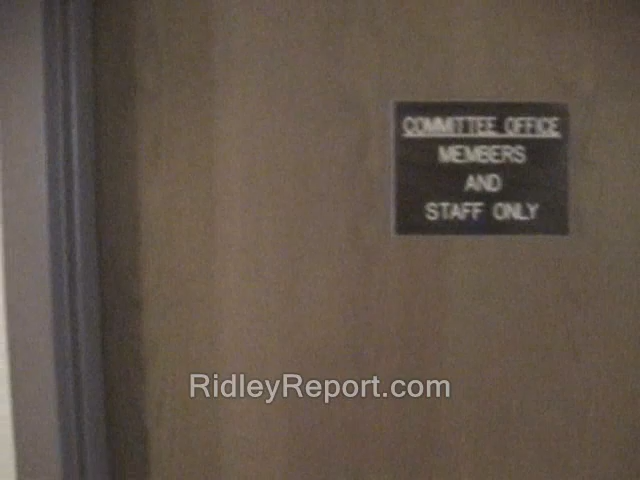 COMMITTEE OFFICE
MEMBERS
AND
STAFF ONLY
RidleyReport.com